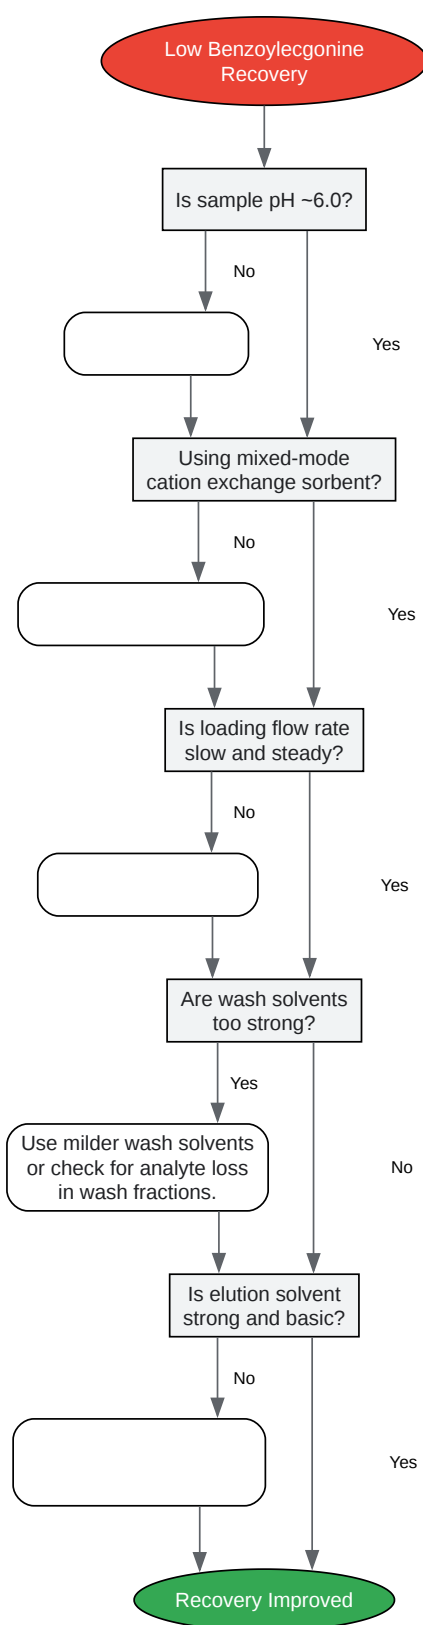 Low Benzoylecgonine
Recovery
Is sample pH ~6.0?
No
Yes
Using mixed-mode
cation exchange sorbent?
No
Yes
Is loading flow rate
slow and steady?
No
Yes
Are wash solvents
too strong?
Yes
Use milder wash solvents
or check for analyte loss
in wash fractions.
No
Is elution solvent
strong and basic?
No
Yes
Recovery Improved